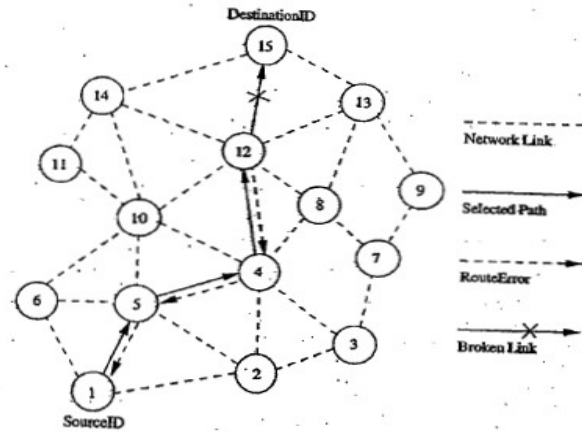 DestinationID
15
14
13
12
11
Network Link
9
10
8
Selected Path
4
7
RouteError
6
5
3
Broken Link
2
1
SourceID